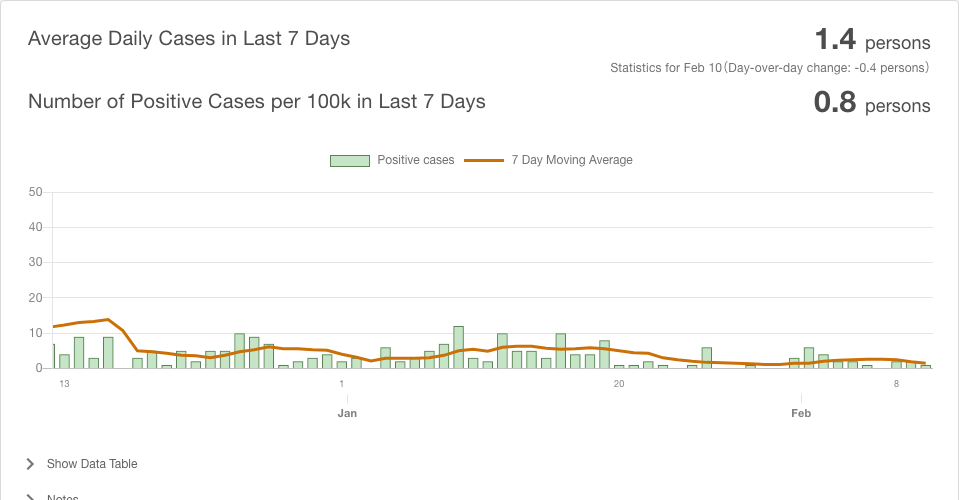 Average Daily Cases in Last 7 Days
1.4 persons
Statistics for Feb 10 (Day-over-day change: -0.4 persons)
Number of Positive Cases per 100k in Last 7 Days
0.8 persons
Positive cases 7 Day Moving Average
50
40
30
20
10
0
13 1 20 8
Jan Feb
Show Data Table
Notes